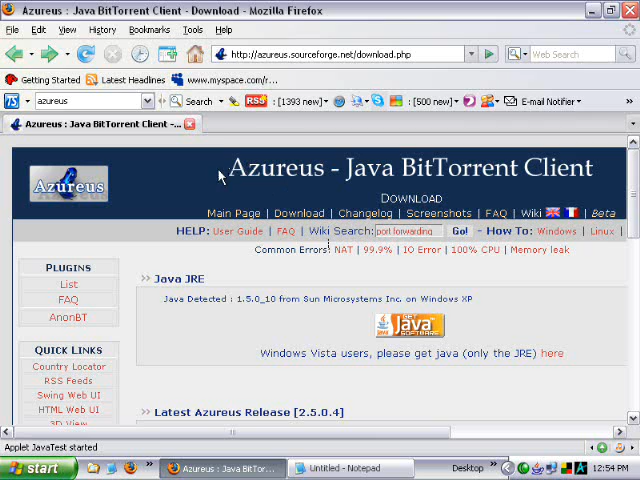 Azureus : Java BitTorrent Client - Download - Mozilla Firefox
File Edit View History Bookmarks Tools Help
http://azureus.sourceforge.net/download.php
Web Search
Getting Started Latest Headlines www.myspace.com/r...
azureus Search RSS [1393 new] [500 new] E-mail Notifier
Azureus : Java BitTorrent Client -...
Azureus
Azureus - Java BitTorrent Client
Download
Main Page | Download | Changelog | Screenshots | FAQ | Wiki | Beta
HELP: User Guide | FAQ | Wiki Search: port forwarding Go! - How To: Windows | Linux |
Common Errors: NAT | 99.9% | IO Error | 100% CPU | Memory leak
Plugins
List
FAQ
AnonBT
Quick Links
Country Locator
RSS Feeds
Swing Web UI
HTML Web UI
3D View
Java JRE
Java Detected : 1.5.0_10 from Sun Microsystems Inc. on Windows XP
GET Java SOFTWARE
Windows Vista users, please get java (only the JRE) here
Latest Azureus Release [2.5.0.4]
Applet JavaTest started
start Azureus : Java BitTor... Untitled - Notepad Desktop 12:54 PM